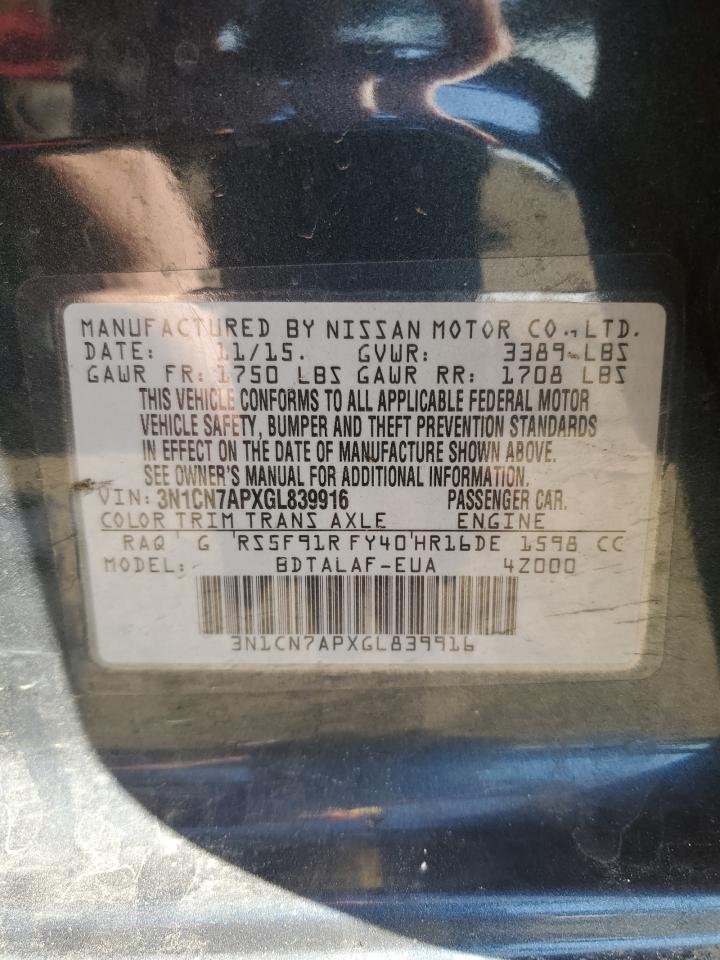 MANUFACTURED BY NISSAN MOTOR CO., LTD.
DATE: 11/15. GVWR: 3389 LBS
GAWR FR: 1750 LBS GAWR RR: 1708 LBS
THIS VEHICLE CONFORMS TO ALL APPLICABLE FEDERAL MOTOR
VEHICLE SAFETY, BUMPER AND THEFT PREVENTION STANDARDS
IN EFFECT ON THE DATE OF MANUFACTURE SHOWN ABOVE.
SEE OWNER'S MANUAL FOR ADDITIONAL INFORMATION.
VIN: 3N1CN7APXGL839916 PASSENGER CAR.
COLOR TRIM TRANS AXLE ENGINE
RAQ G RS5F91R FY40 HR16DE 1598 CC
MODEL: BDTALAF-EUA 4Z000
3N1CN7APXGL839916